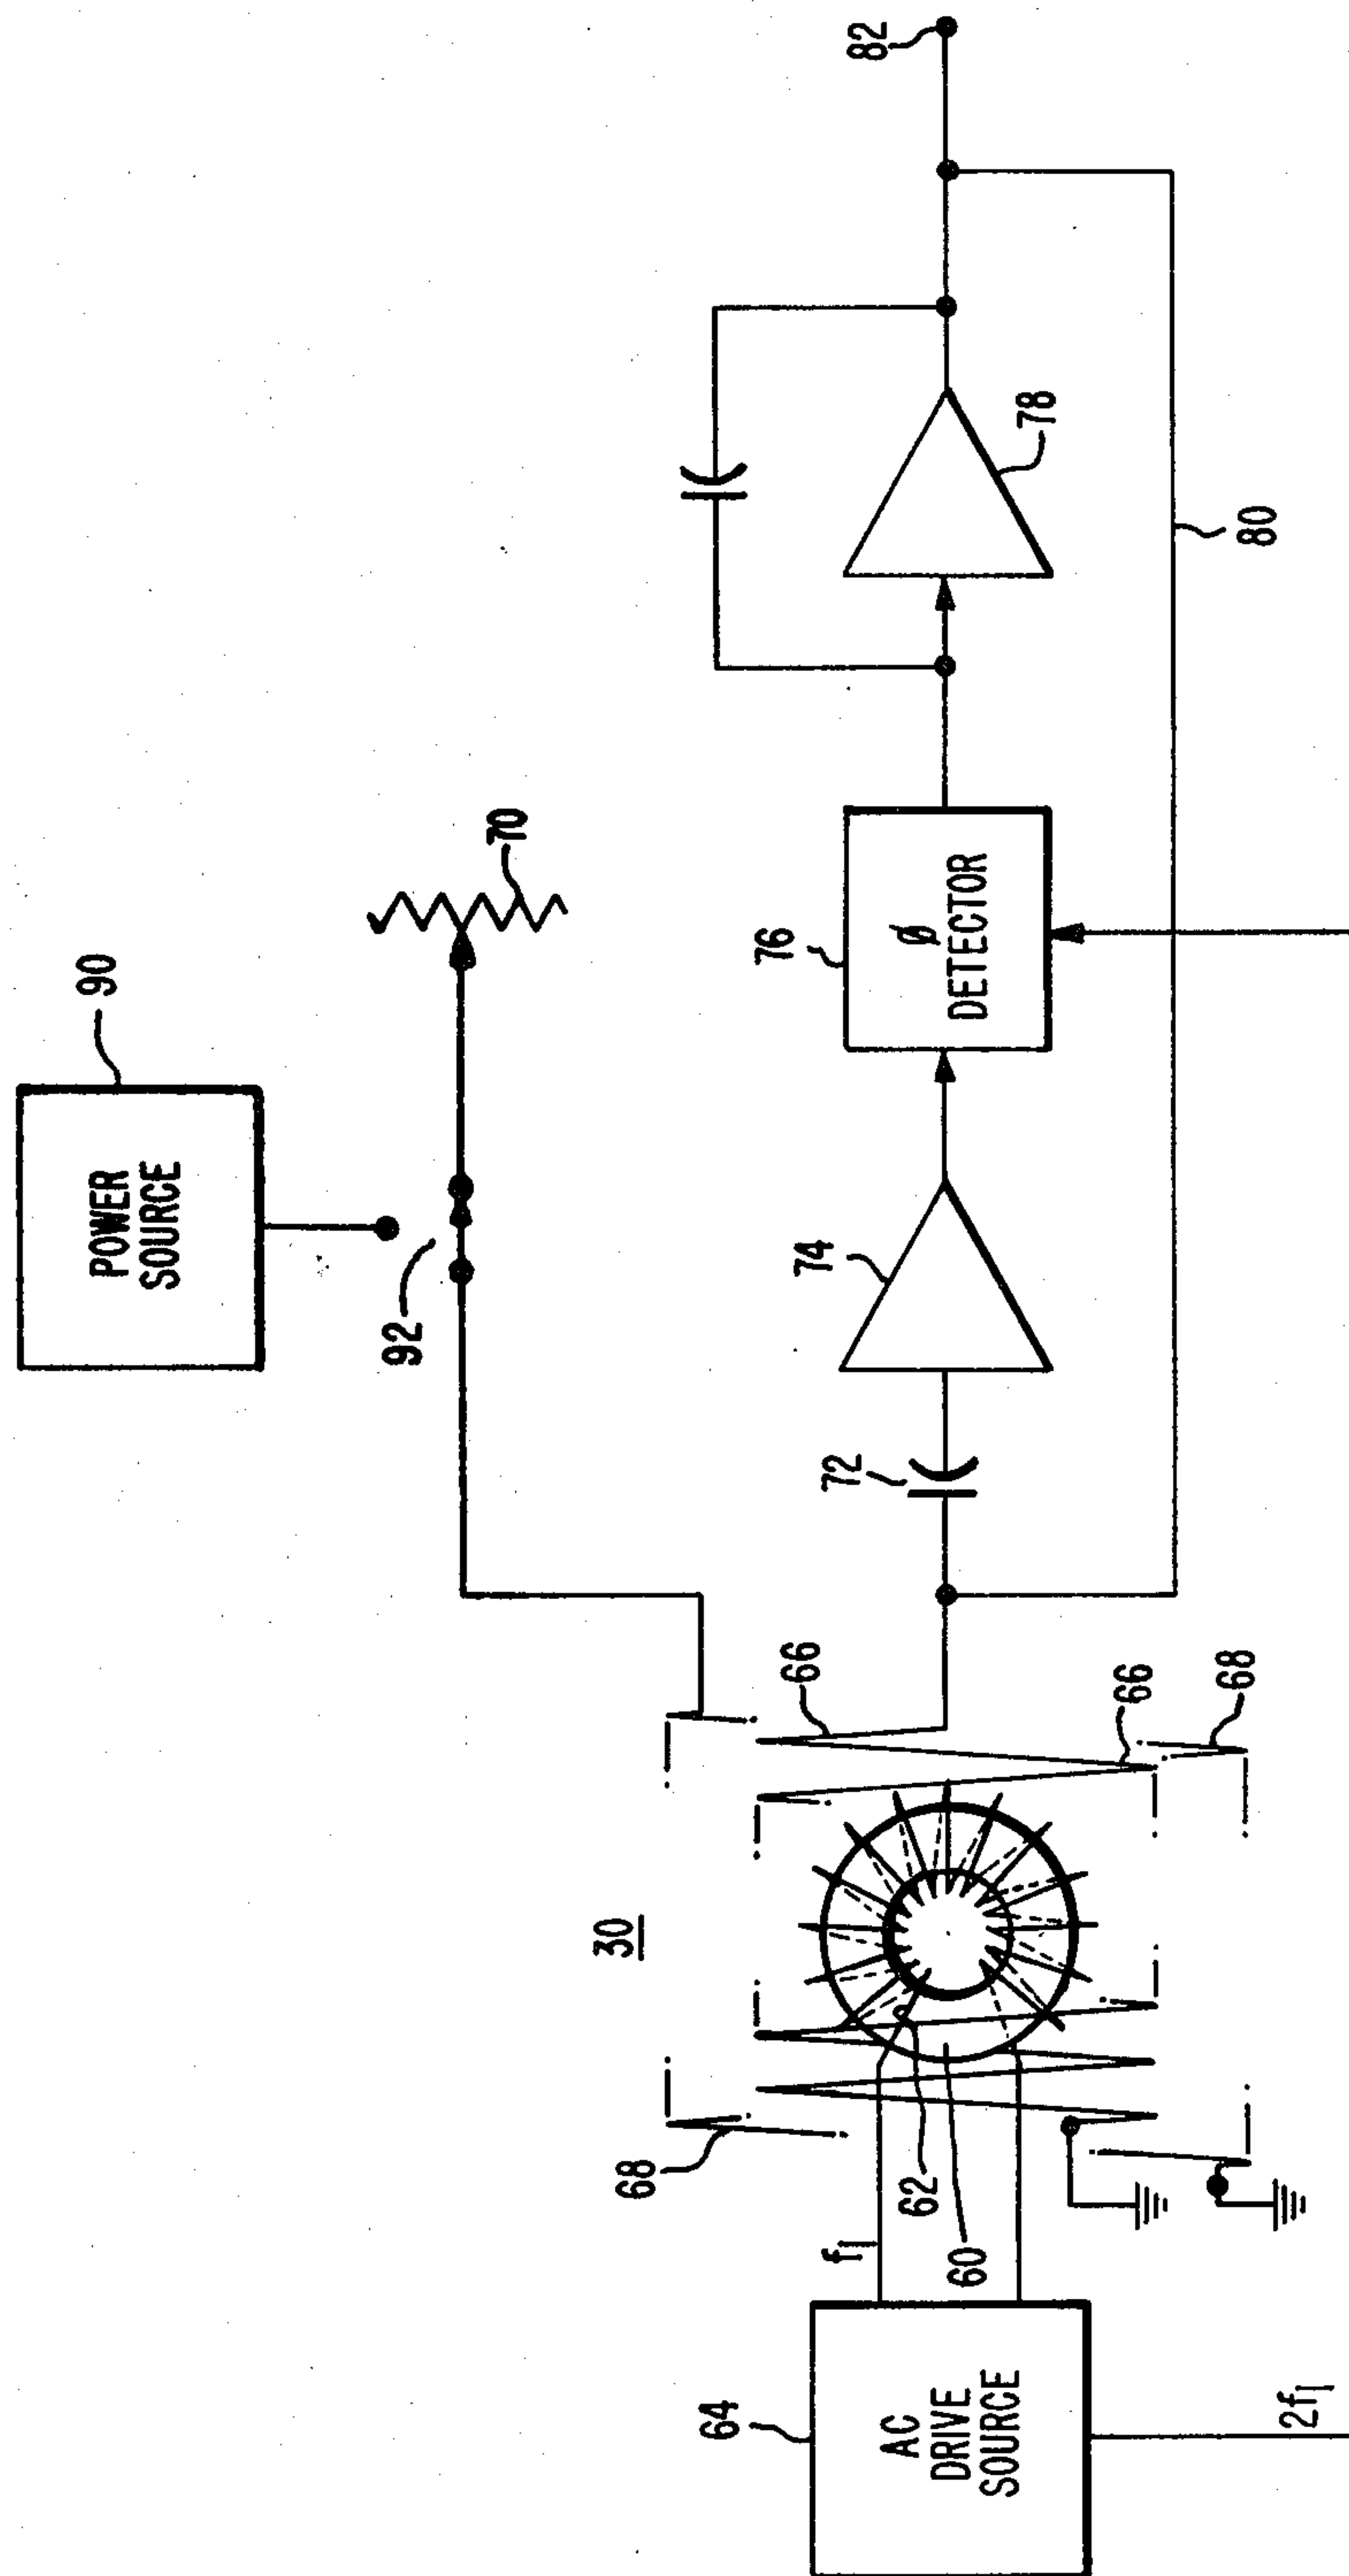 POWER
SOURCE
90
92
70
30
66
66
68
68
72
74
76
Ø
DETECTOR
78
80
82
62
60
f₁
64
AC
DRIVE
SOURCE
2f₁